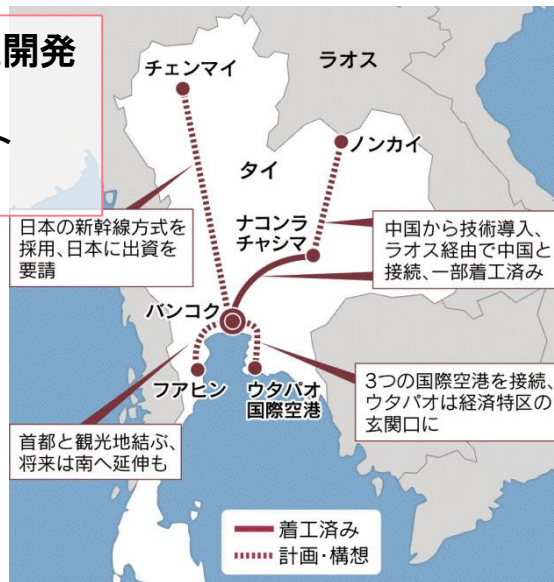 開発
ト
チェンマイ
ラオス
ノンカイ
タイ
ナコンラ
チャシマ
日本の新幹線方式を
採用、日本に出資を
要請
中国から技術導入、
ラオス経由で中国と
接続、一部着工済み
バンコク
フアヒン
ウタパオ
国際空港
3つの国際空港を接続、
ウタパオは経済特区の
玄関口に
首都と観光地結ぶ、
将来は南へ延伸も
着工済み
計画・構想